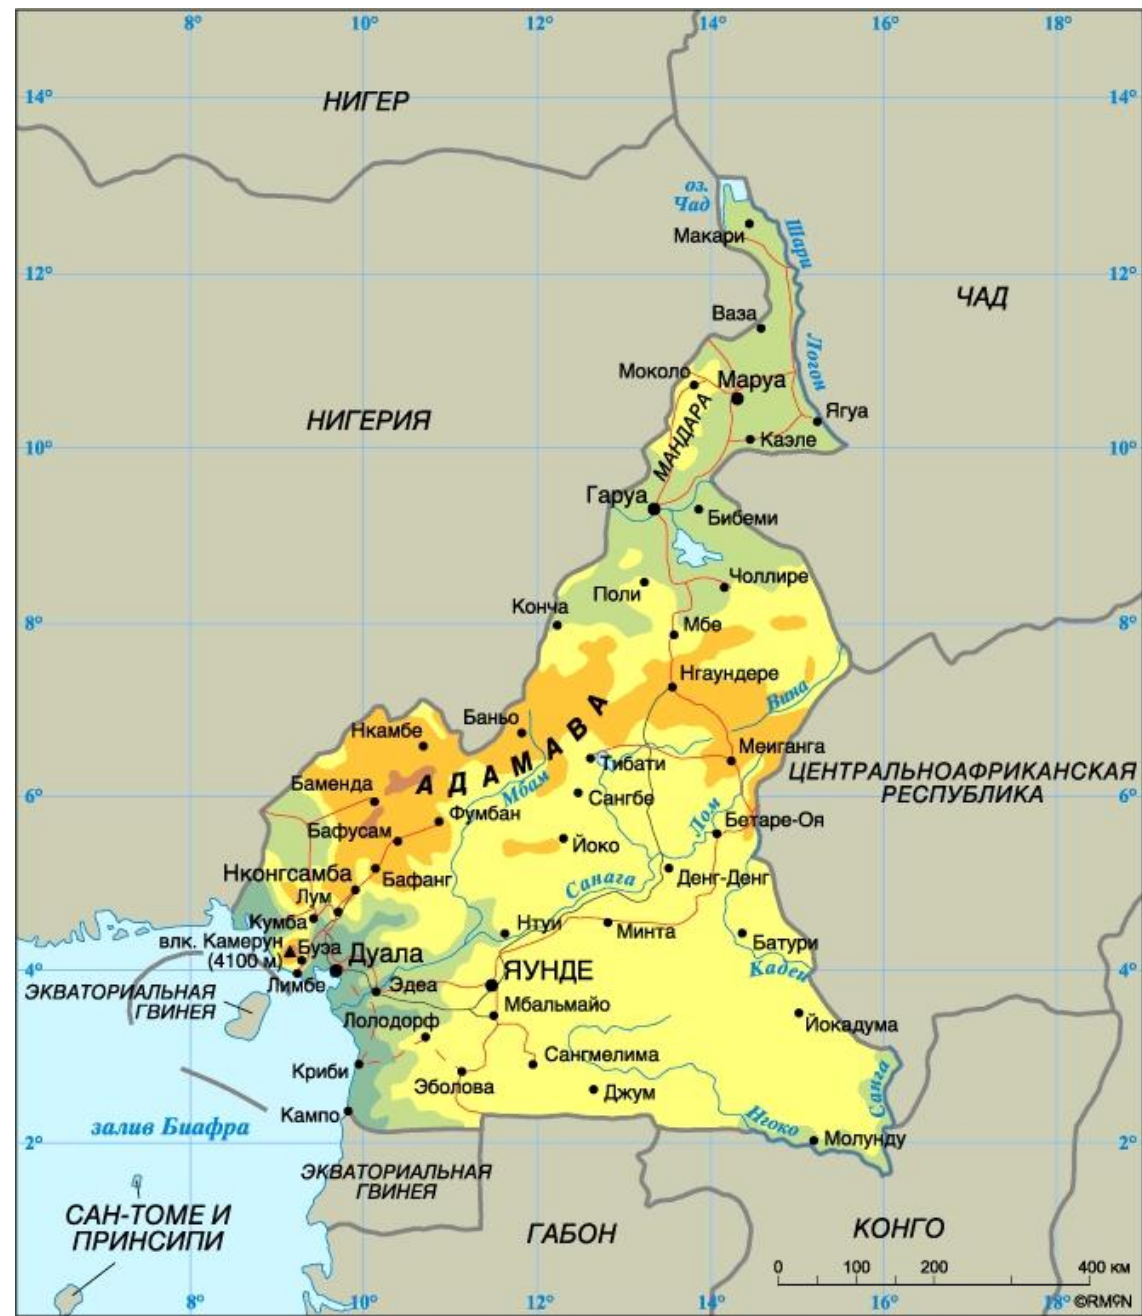 8°
10°
12°
14°
16°
18°
14°
14°
НИГЕР
оз.
Чад
Макари
Шари
12°
12°
ЧАД
Ваза
Логон
Моколо
Маруа
МАНДАРА
Ягуа
НИГЕРИЯ
Каэле
10°
10°
Гаруа
Бибеми
Поли
Чоллире
Конча
8°
8°
Мбе
Нгаундере
Вина
Баньо
Нкамбе
АДАМАВА
Мбам
Тибати
Меиганга
ЦЕНТРАЛЬНОАФРИКАНСКАЯ
РЕСПУБЛИКА
Баменда
6°
6°
Сангбе
Фумбан
Лом
Бетаре-Оя
Бафусам
Йоко
Нконгсамба
Бафанг
Санага
Денг-Денг
Лум
Кумба
Нтуи
Минта
Батури
влк. Камерун
(4100 м)
Буэа
Дуала
4°
4°
ЯУНДЕ
Кадеи
Лимбе
Эдеа
ЭКВАТОРИАЛЬНАЯ
ГВИНЕЯ
Мбальмайо
Лолодорф
Йокадума
Криби
Эболова
Сангмелима
Джум
Санга
Кампо
залив Биафра
Нгоко
Молунду
2°
2°
ЭКВАТОРИАЛЬНАЯ
ГВИНЕЯ
САН-ТОМЕ И
ПРИНСИПИ
ГАБОН
КОНГО
0
100
200
400 км
8°
10°
12°
14°
16°
18°